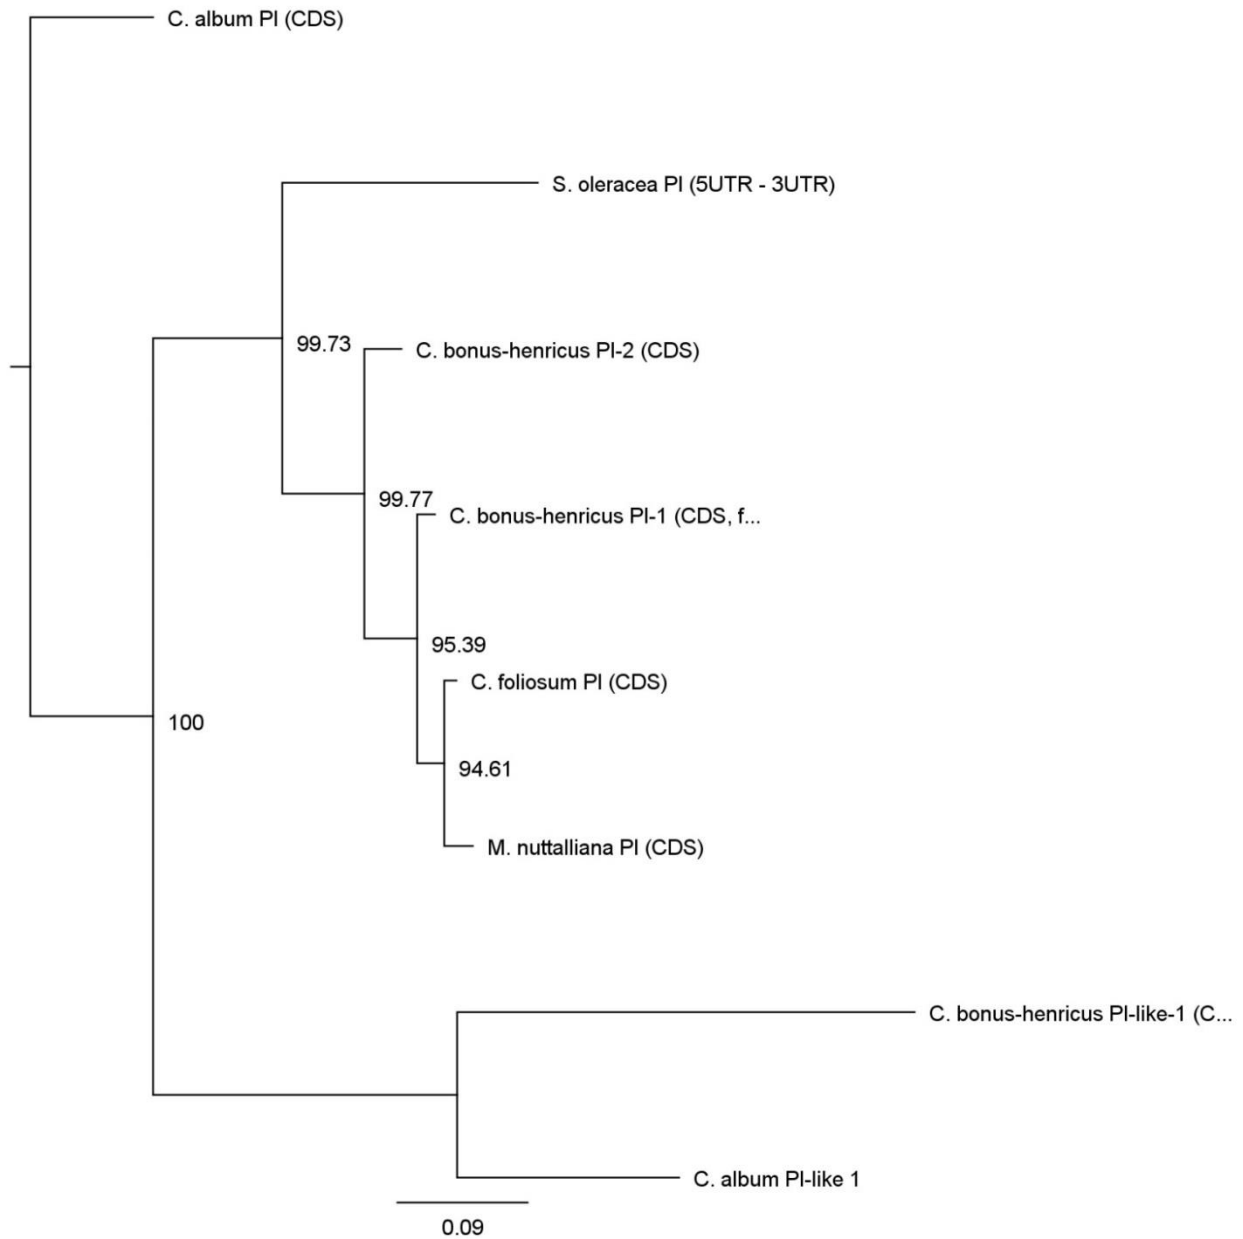 C. album PI (CDS)
S. oleracea PI (5UTR - 3UTR)
99.73
C. bonus-henricus PI-2 (CDS)
99.77
C. bonus-henricus PI-1 (CDS, f...
95.39
C. foliosum PI (CDS)
100
94.61
M. nuttalliana PI (CDS)
C. bonus-henricus PI-like-1 (C...
C. album PI-like 1
0.09